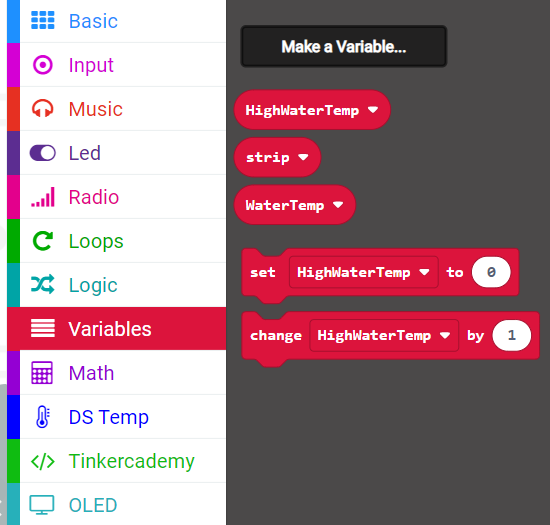 Basic
Input
Music
Led
Radio
Loops
Logic
Variables
Math
DS Temp
Tinkercademy
OLED
Make a Variable...
HighWaterTemp
strip
WaterTemp
set HighWaterTemp to 0
change HighWaterTemp by 1